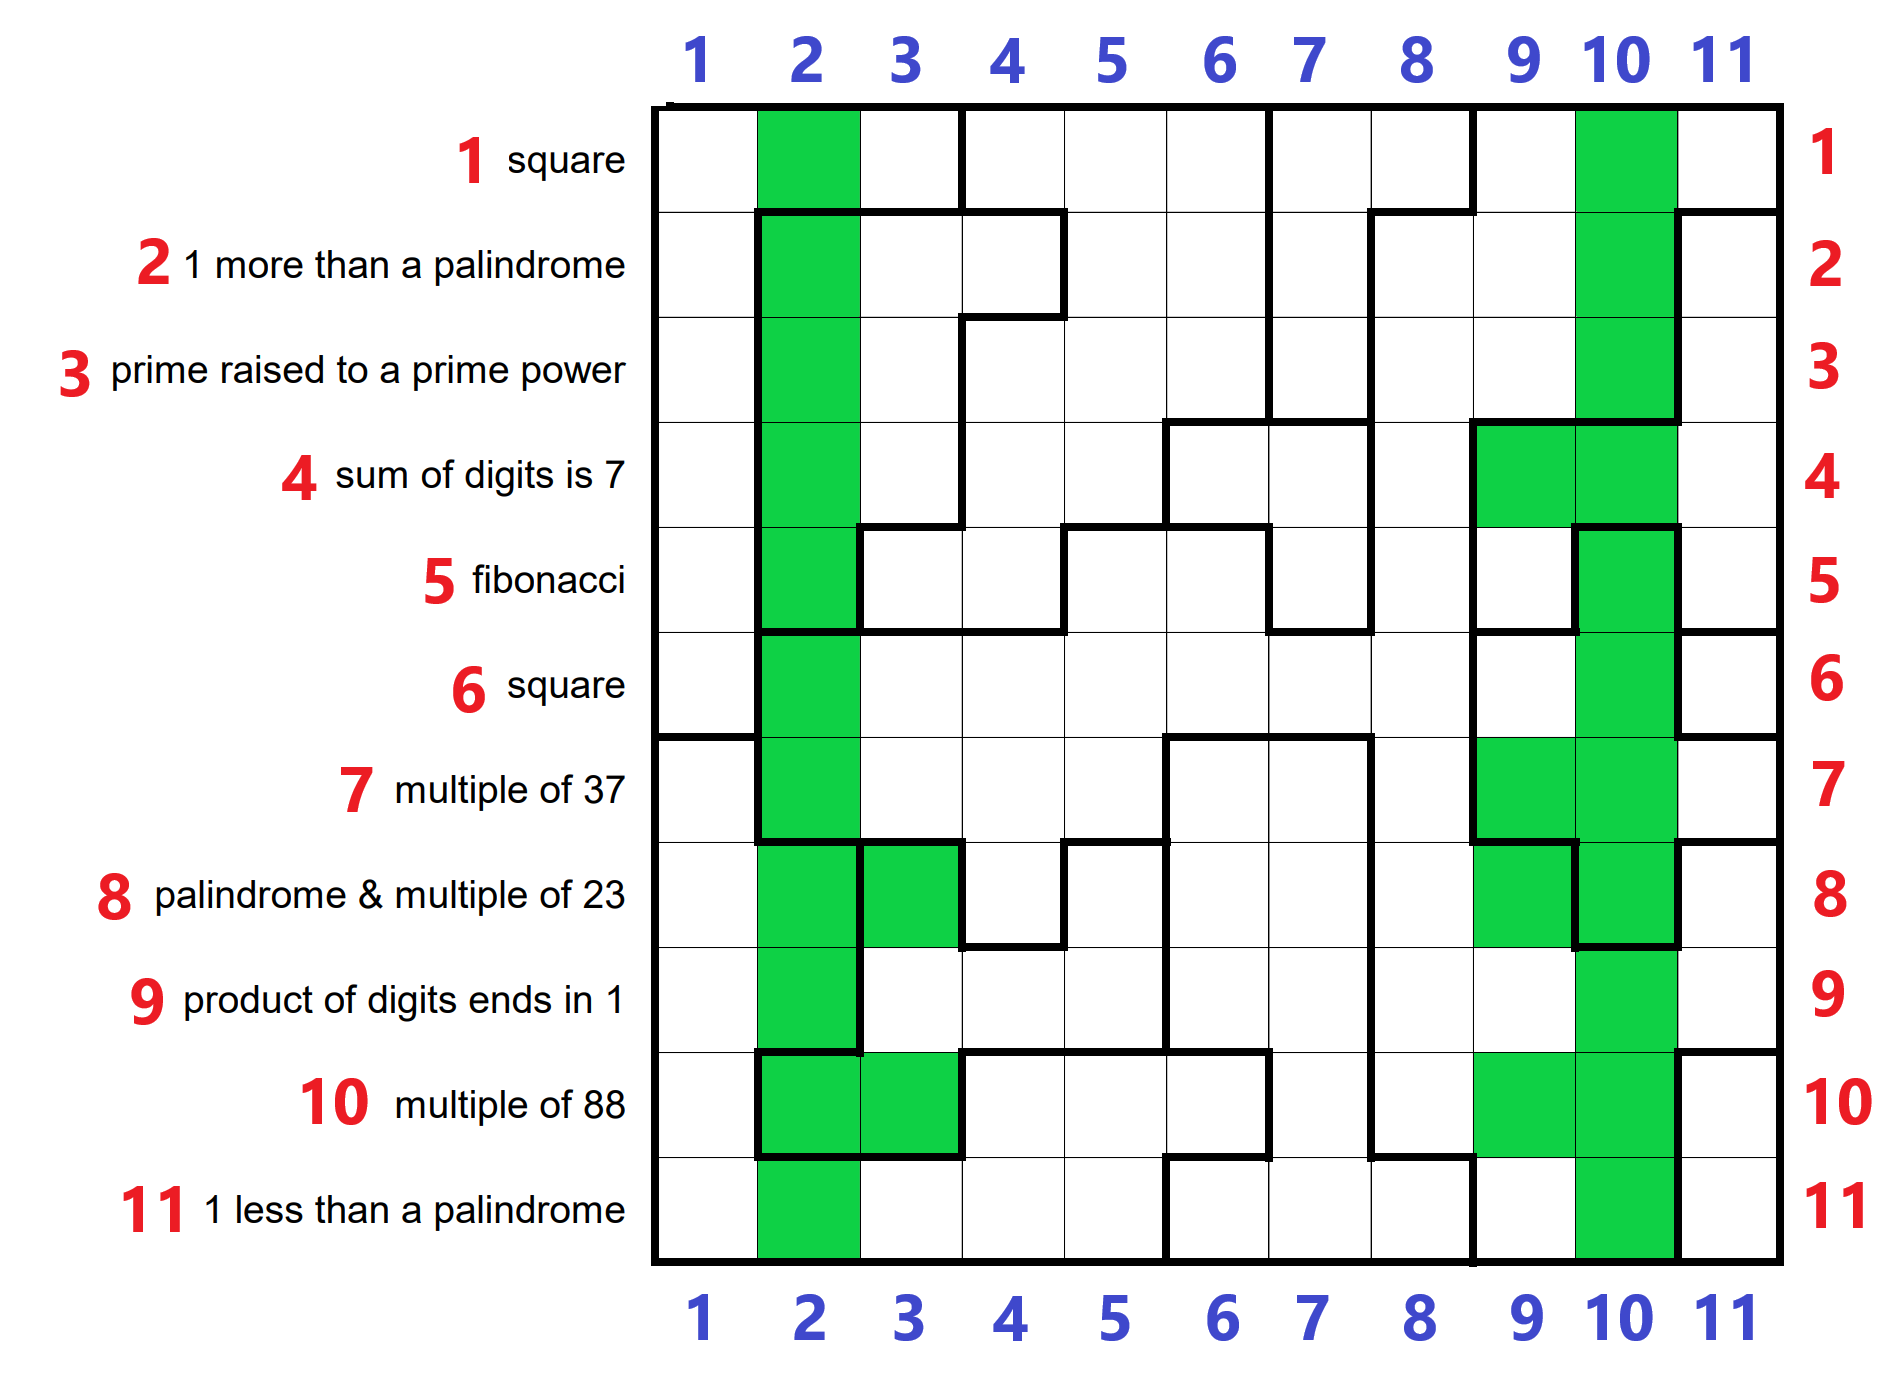 1 2 3 4 5 6 7 8 9 10 11
1 square 1
2 1 more than a palindrome 2
3 prime raised to a prime power 3
4 sum of digits is 7 4
5 fibonacci 5
6 square 6
7 multiple of 37 7
8 palindrome & multiple of 23 8
9 product of digits ends in 1 9
10 multiple of 88 10
11 1 less than a palindrome 11
1 2 3 4 5 6 7 8 9 10 11